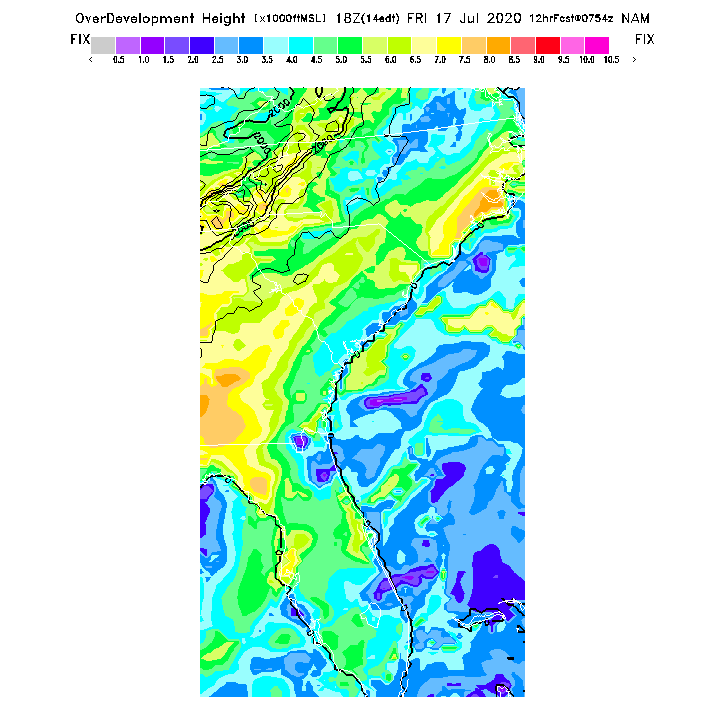 OverDevelopment Height [x1000ftMSL] 18Z(14edt) FRI 17 Jul 2020 12hrFcst@0754z NAM
FIX FIX
< 0.5 1.0 1.5 2.0 2.5 3.0 3.5 4.0 4.5 5.0 5.5 6.0 6.5 7.0 7.5 8.0 8.5 9.0 9.5 10.0 10.5 >
2000
2000